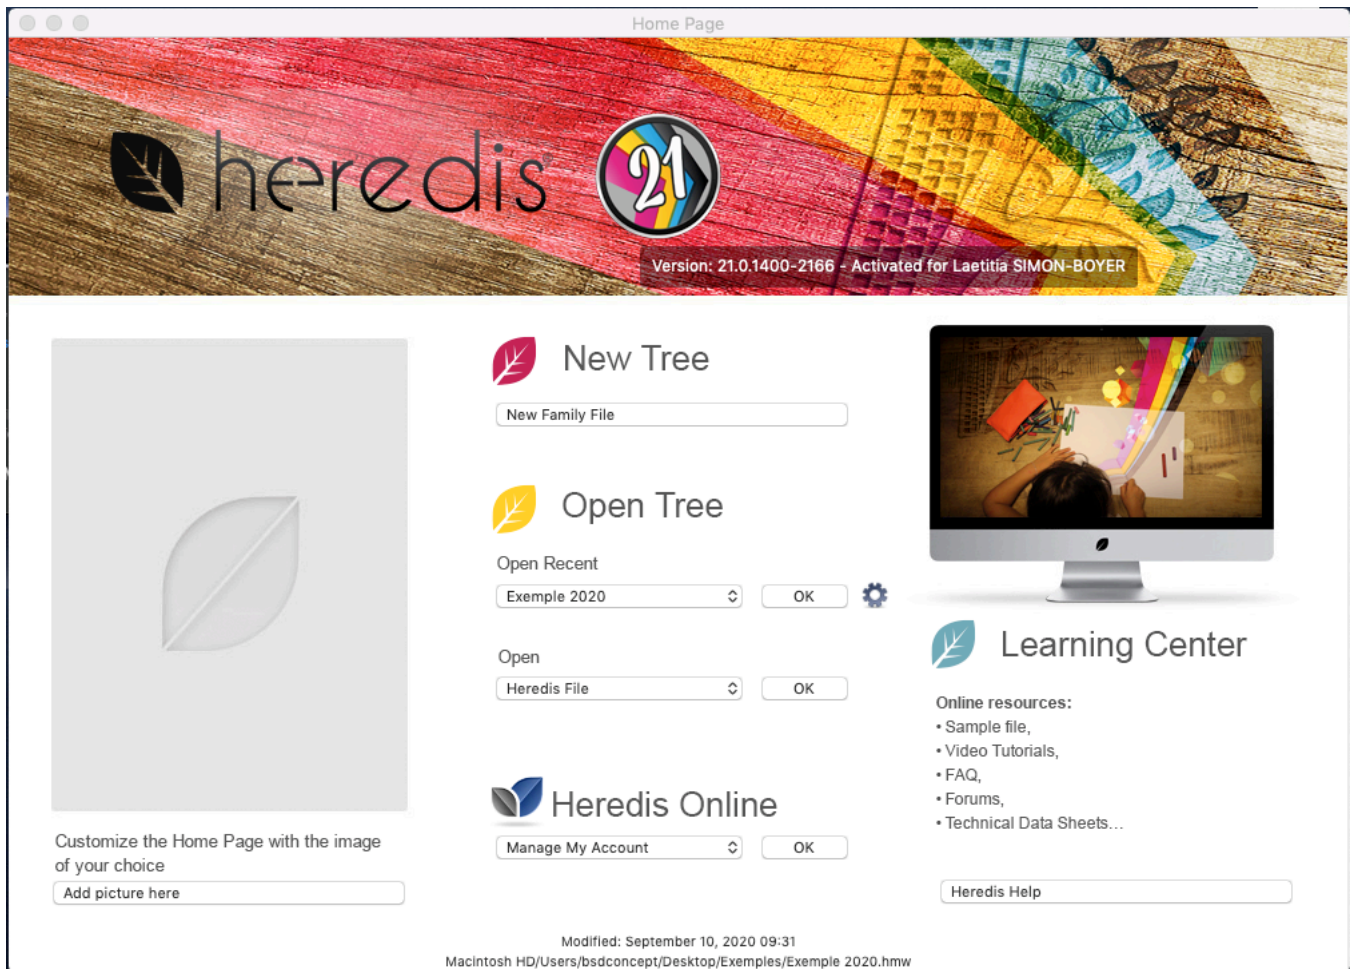 Home Page
heredis
21
Version: 21.0.1400-2166 - Activated for Laetitia SIMON-BOYER
Customize the Home Page with the image
of your choice
Add picture here
New Tree
New Family File
Open Tree
Open Recent
Exemple 2020
OK
Open
Heredis File
OK
Heredis Online
Manage My Account
OK
Learning Center
Online resources:
• Sample file,
• Video Tutorials,
• FAQ,
• Forums,
• Technical Data Sheets...
Heredis Help
Modified: September 10, 2020 09:31
Macintosh HD/Users/bsdconcept/Desktop/Exemples/Exemple 2020.hmw